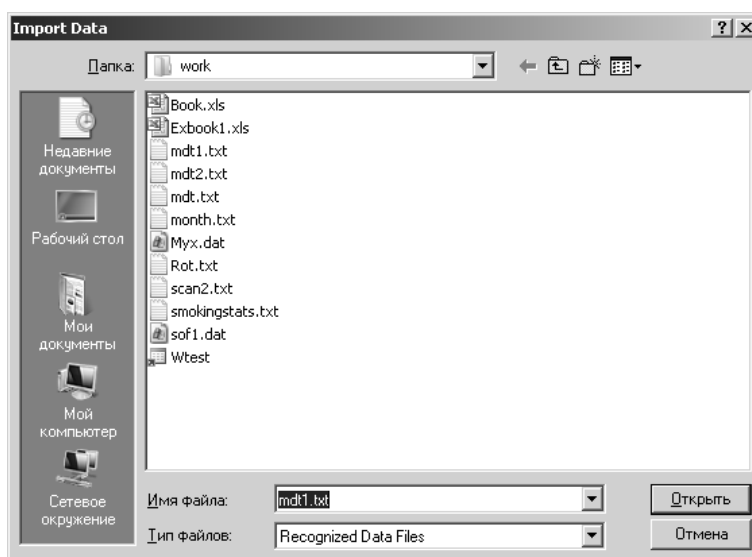 Import Data
Папка: work
Book.xls
Exbook1.xls
mdt1.txt
mdt2.txt
mdt.txt
month.txt
Myx.dat
Rot.txt
scan2.txt
smokingstats.txt
sof1.dat
Wtest
Недавние
документы
Рабочий стол
Мои
документы
Мой
компьютер
Сетевое
окружение
Имя файла: mdt1.txt Открыть
Тип файлов: Recognized Data Files Отмена